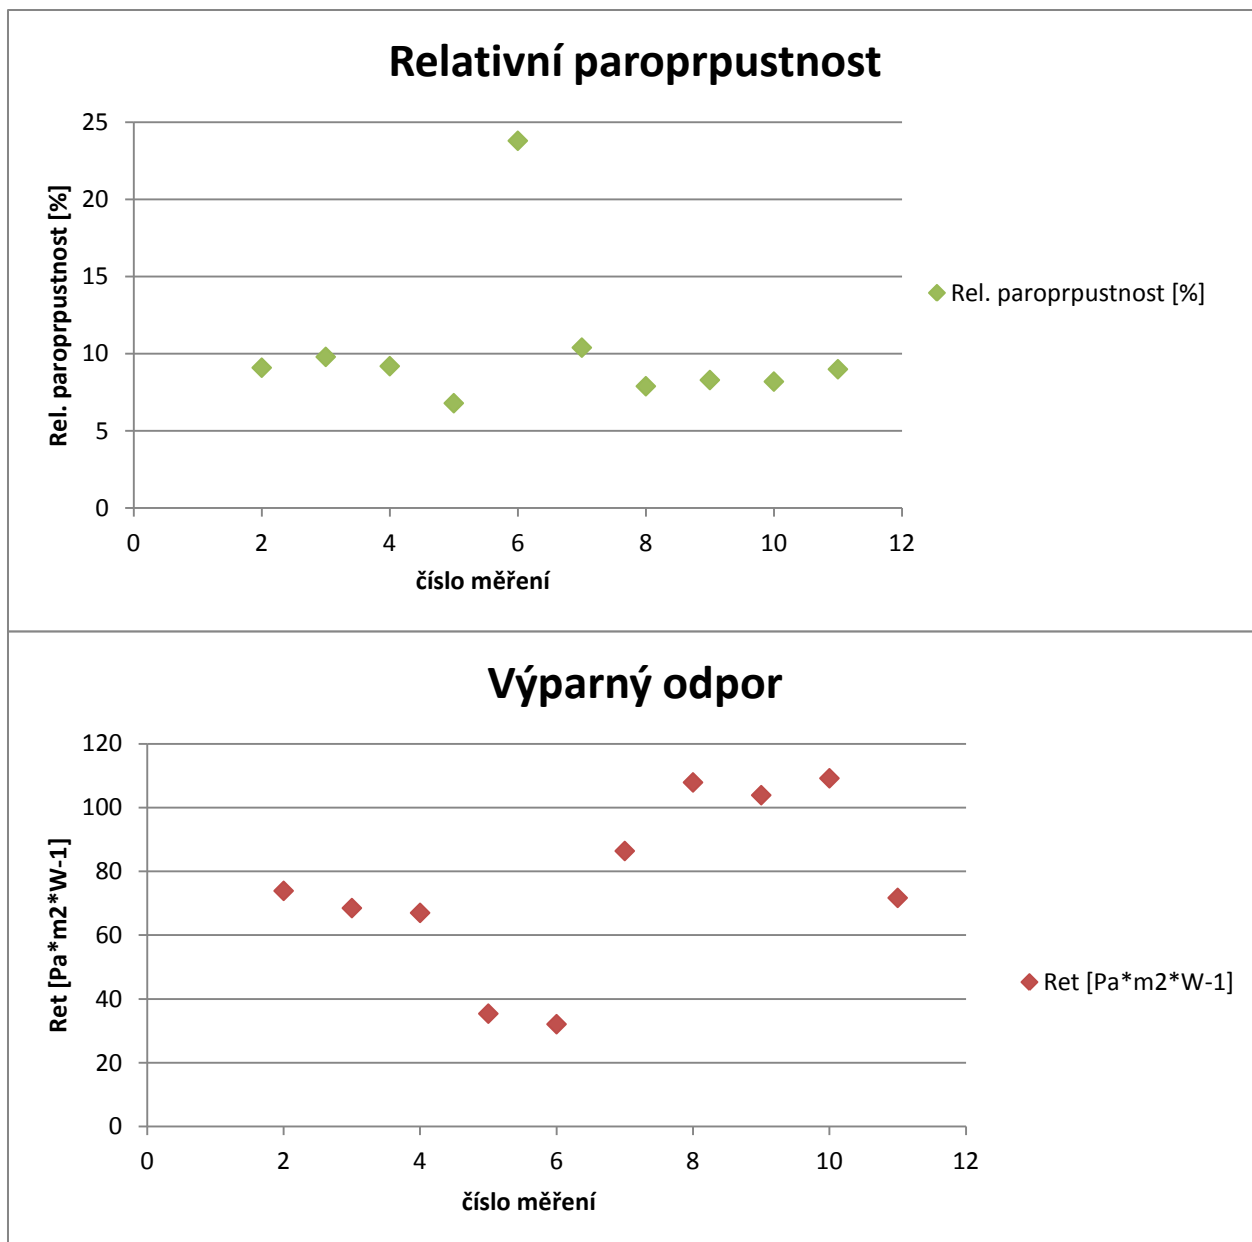 Relativní paroprpustnost
25
20
15
10
5
0
Rel. paroprpustnost [%]
0 2 4 6 8 10 12
číslo měření
Rel. paroprpustnost [%]
Výparný odpor
120
100
80
60
40
20
0
Ret [Pa*m2*W-1]
0 2 4 6 8 10 12
číslo měření
Ret [Pa*m2*W-1]